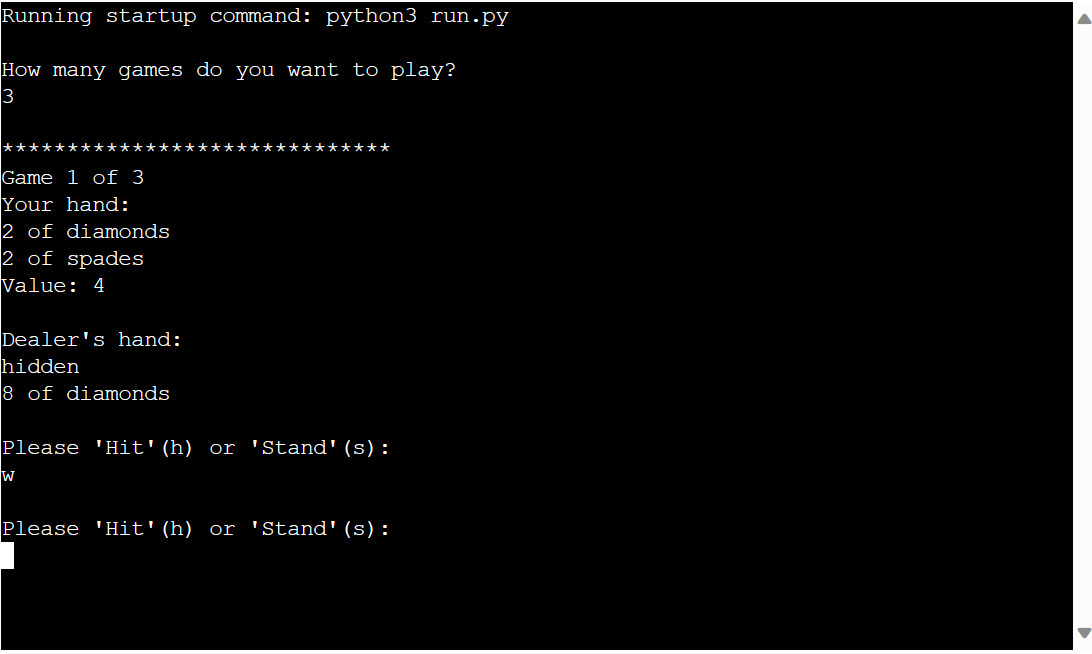 Running startup command: python3 run.py
How many games do you want to play?
3
******************************
Game 1 of 3
Your hand:
2 of diamonds
2 of spades
Value: 4
Dealer's hand:
hidden
8 of diamonds
Please 'Hit'(h) or 'Stand'(s):
w
Please 'Hit'(h) or 'Stand'(s):